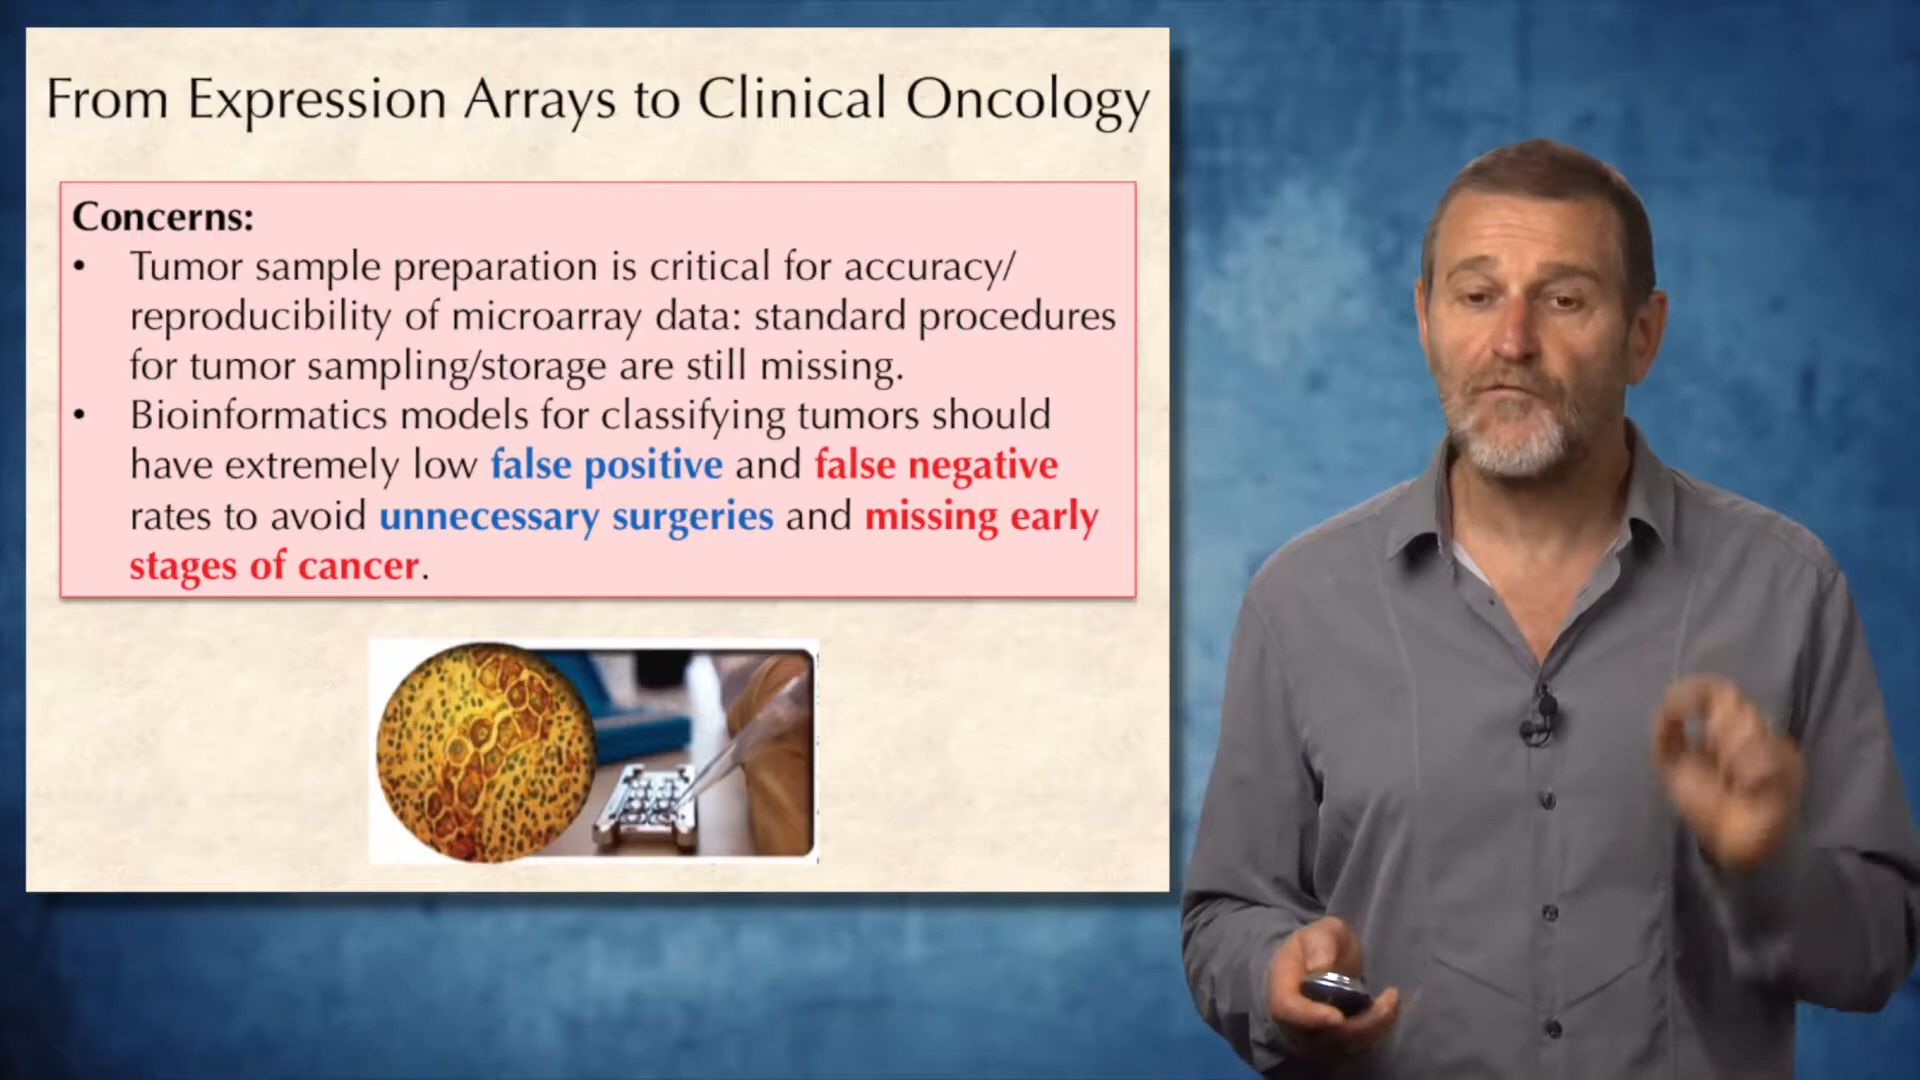 From Expression Arrays to Clinical Oncology
Concerns:
• Tumor sample preparation is critical for accuracy/
reproducibility of microarray data: standard procedures
for tumor sampling/storage are still missing.
• Bioinformatics models for classifying tumors should
have extremely low false positive and false negative
rates to avoid unnecessary surgeries and missing early
stages of cancer.